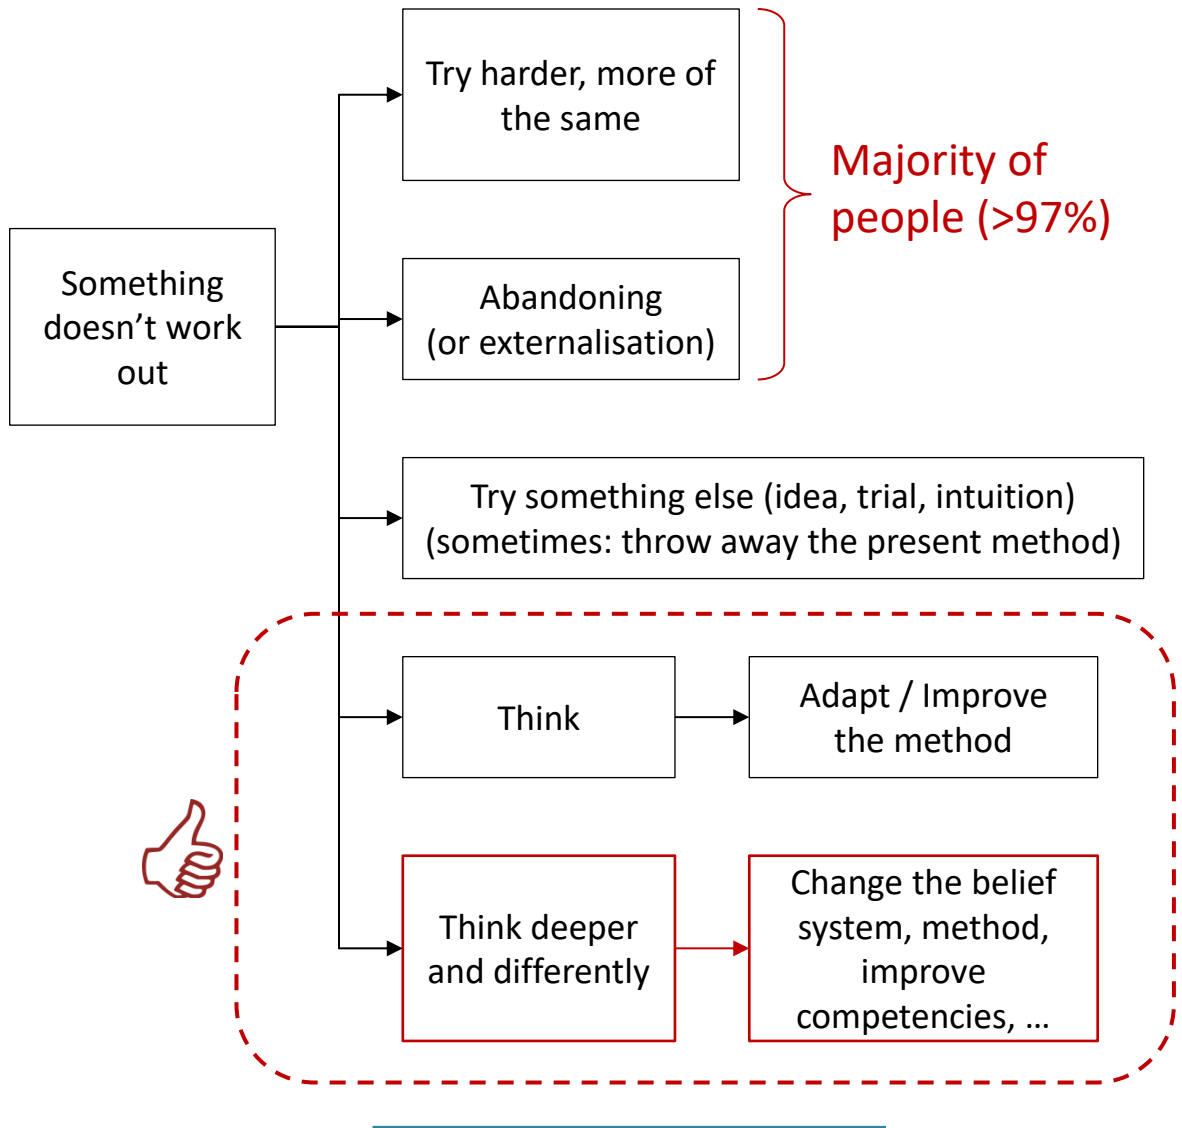 Try harder, more of
the same
Majority of
people (>97%)
Something
doesn’t work
out
Abandoning
(or externalisation)
Try something else (idea, trial, intuition)
(sometimes: throw away the present method)
Think
Adapt / Improve
the method
Think deeper
and differently
Change the belief
system, method,
improve
competencies, …